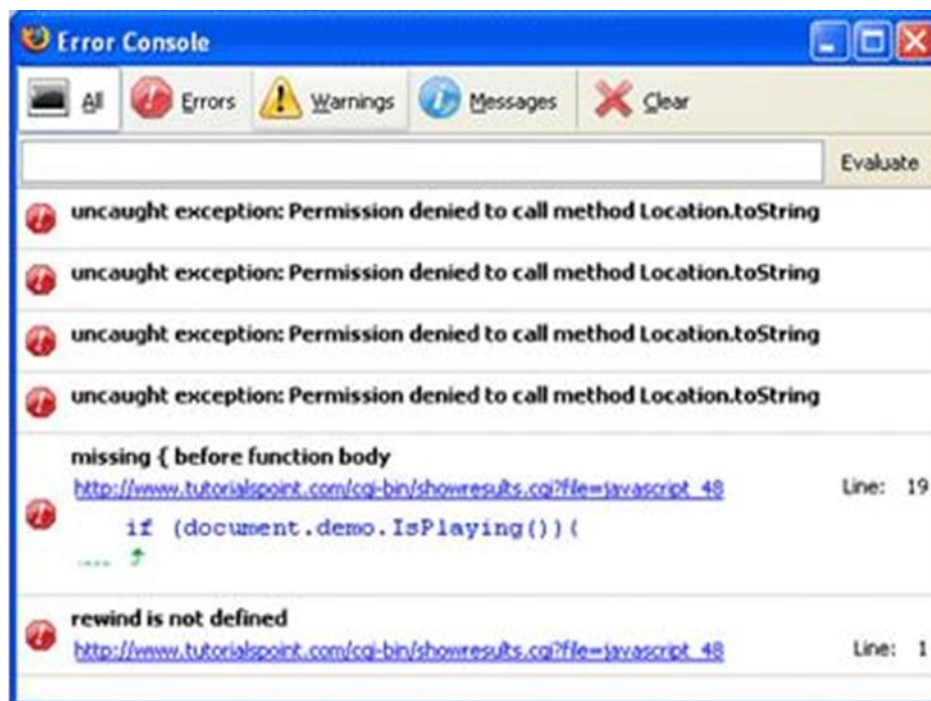 Error Console
All Errors Warnings Messages Clear
Evaluate
uncaught exception: Permission denied to call method Location.toString
uncaught exception: Permission denied to call method Location.toString
uncaught exception: Permission denied to call method Location.toString
uncaught exception: Permission denied to call method Location.toString
missing { before function body
http://www.tutorialspoint.com/cgi-bin/showresults.cgi?file=javascript_48 Line: 19
if (document.demo.IsPlaying()){
....
rewind is not defined
http://www.tutorialspoint.com/cgi-bin/showresults.cgi?file=javascript_48 Line: 1